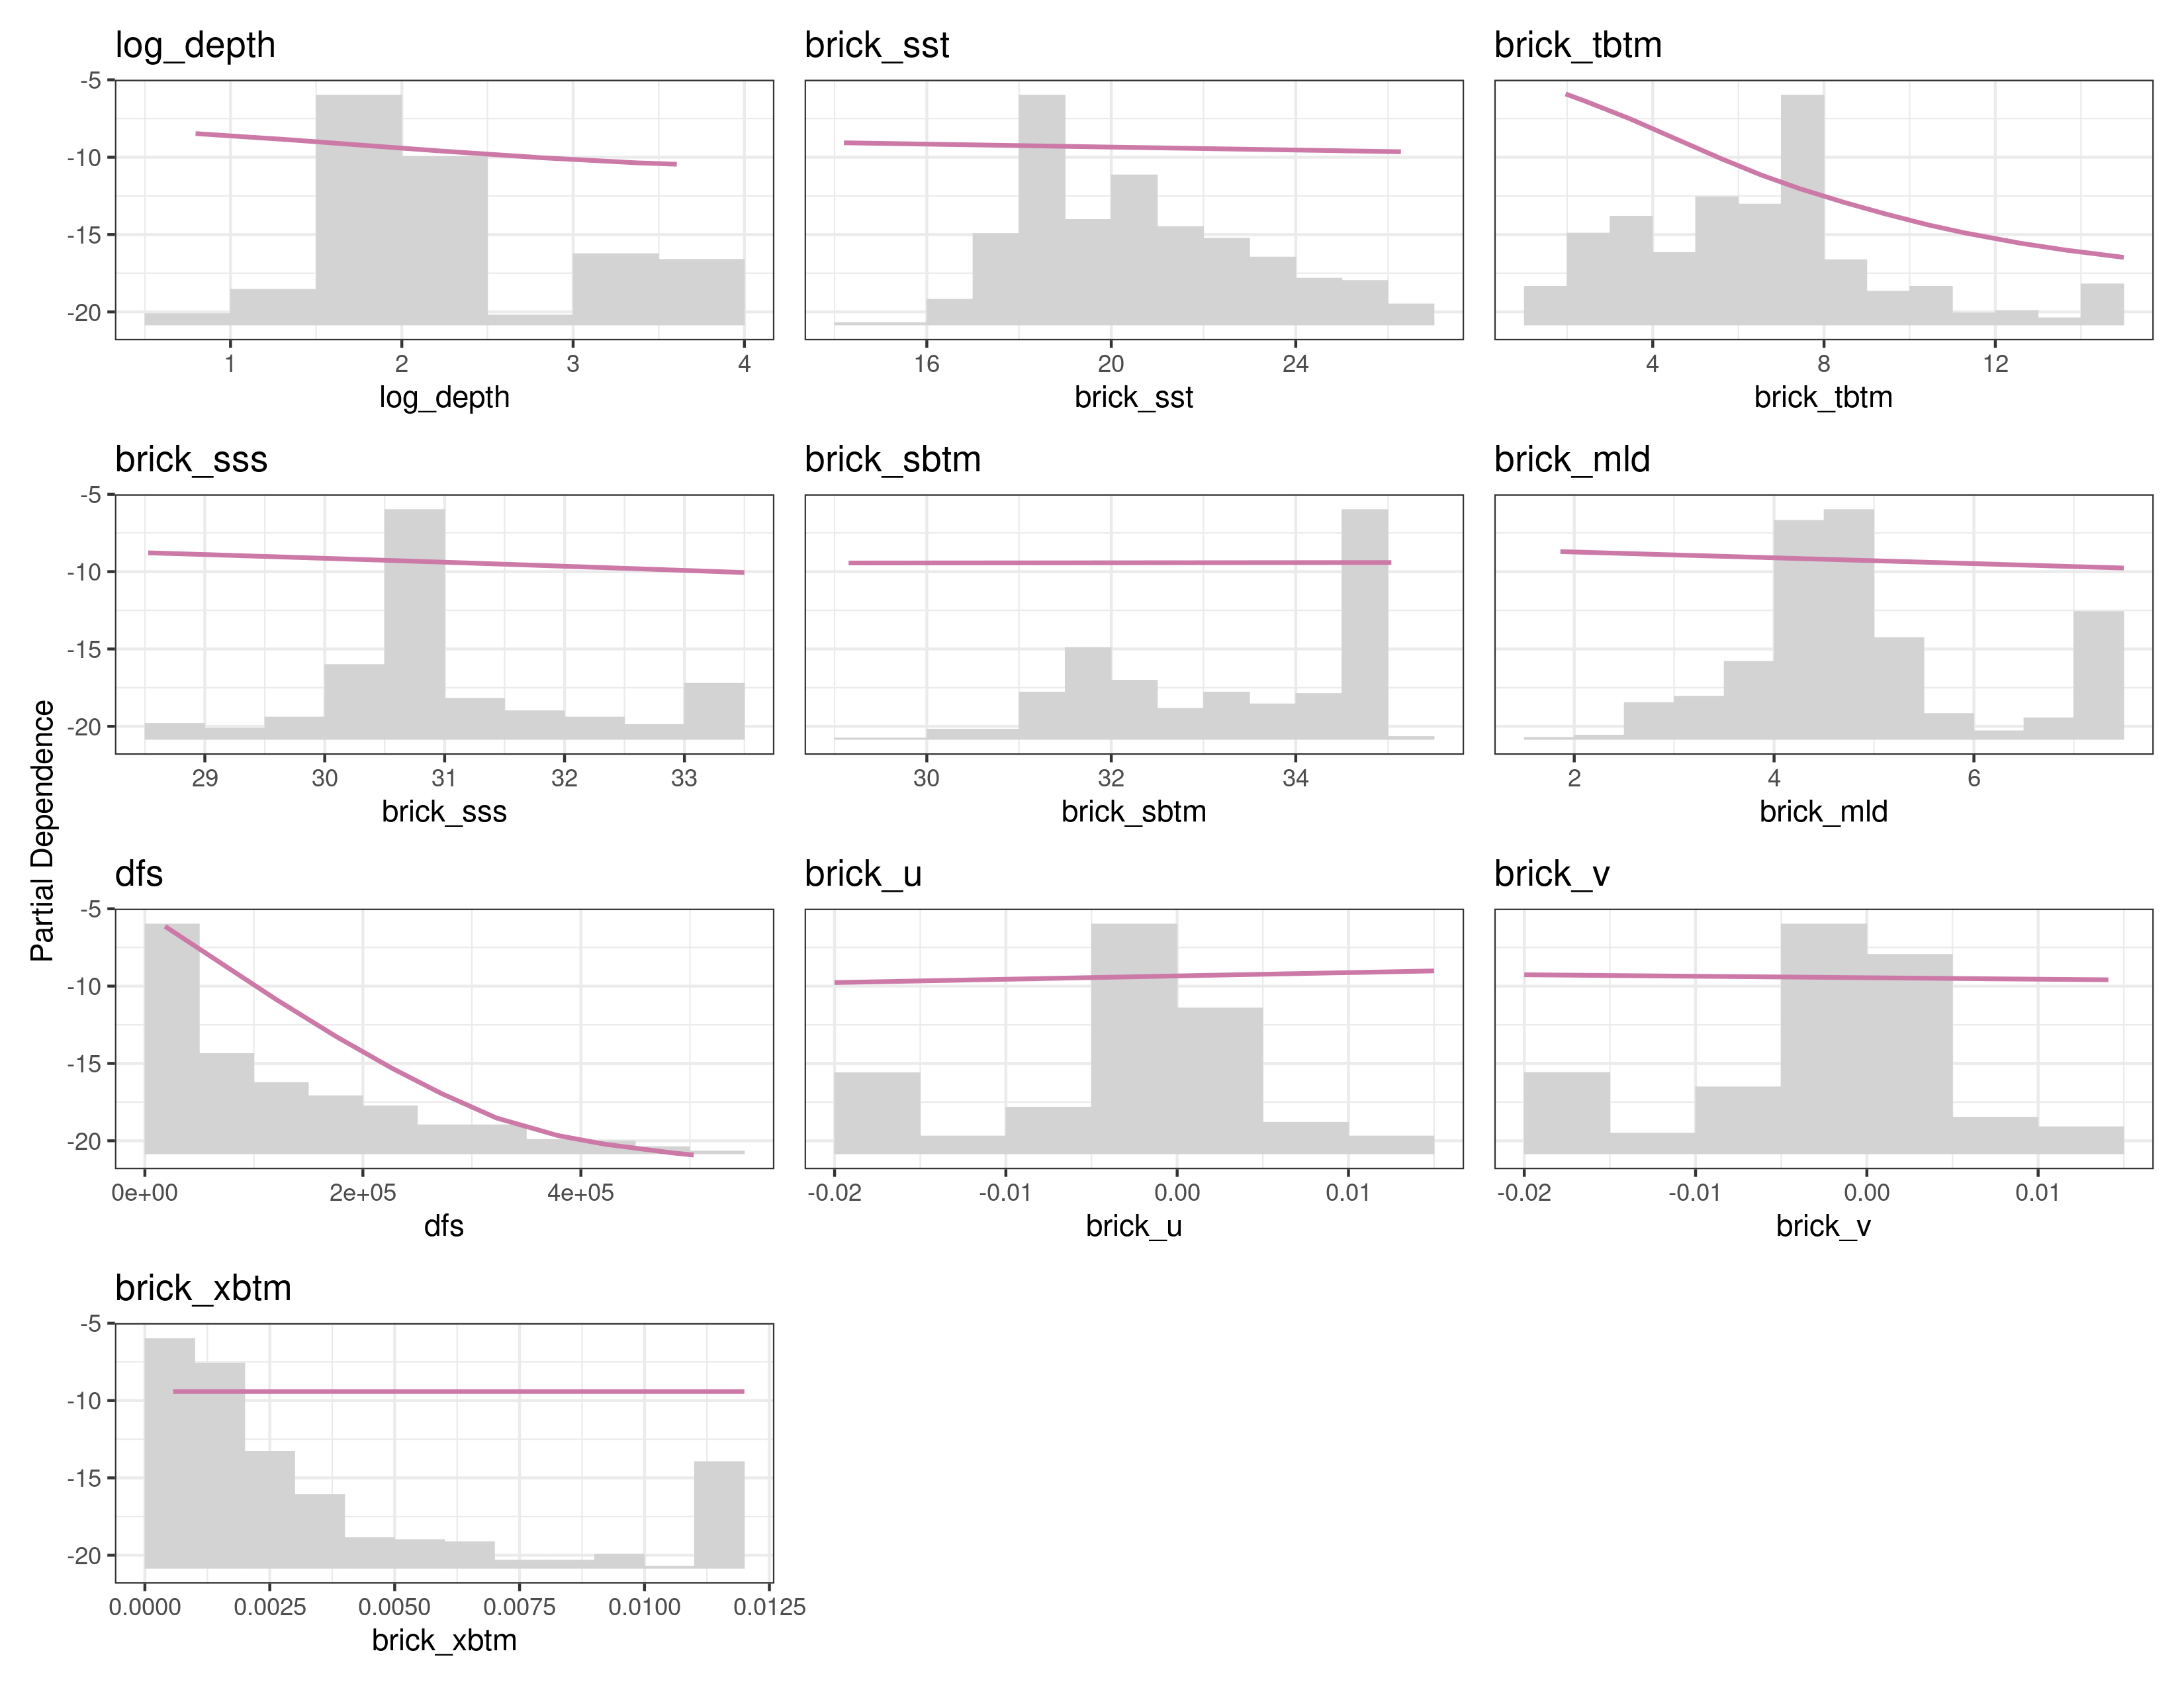 log_depth brick_sst brick_tbtm
-5
-10
-15
-20
1 2 3 4 16 20 24 4 8 12
log_depth brick_sst brick_tbtm
brick_sss brick_sbtm brick_mld
-5
-10
-15
-20
29 30 31 32 33 30 32 34 2 4 6
brick_sss brick_sbtm brick_mld
Partial Dependence
dfs brick_u brick_v
-5
-10
-15
-20
0e+00 2e+05 4e+05 -0.02 -0.01 0.00 0.01 -0.02 -0.01 0.00 0.01
dfs brick_u brick_v
brick_xbtm
-5
-10
-15
-20
0.0000 0.0025 0.0050 0.0075 0.0100 0.0125
brick_xbtm